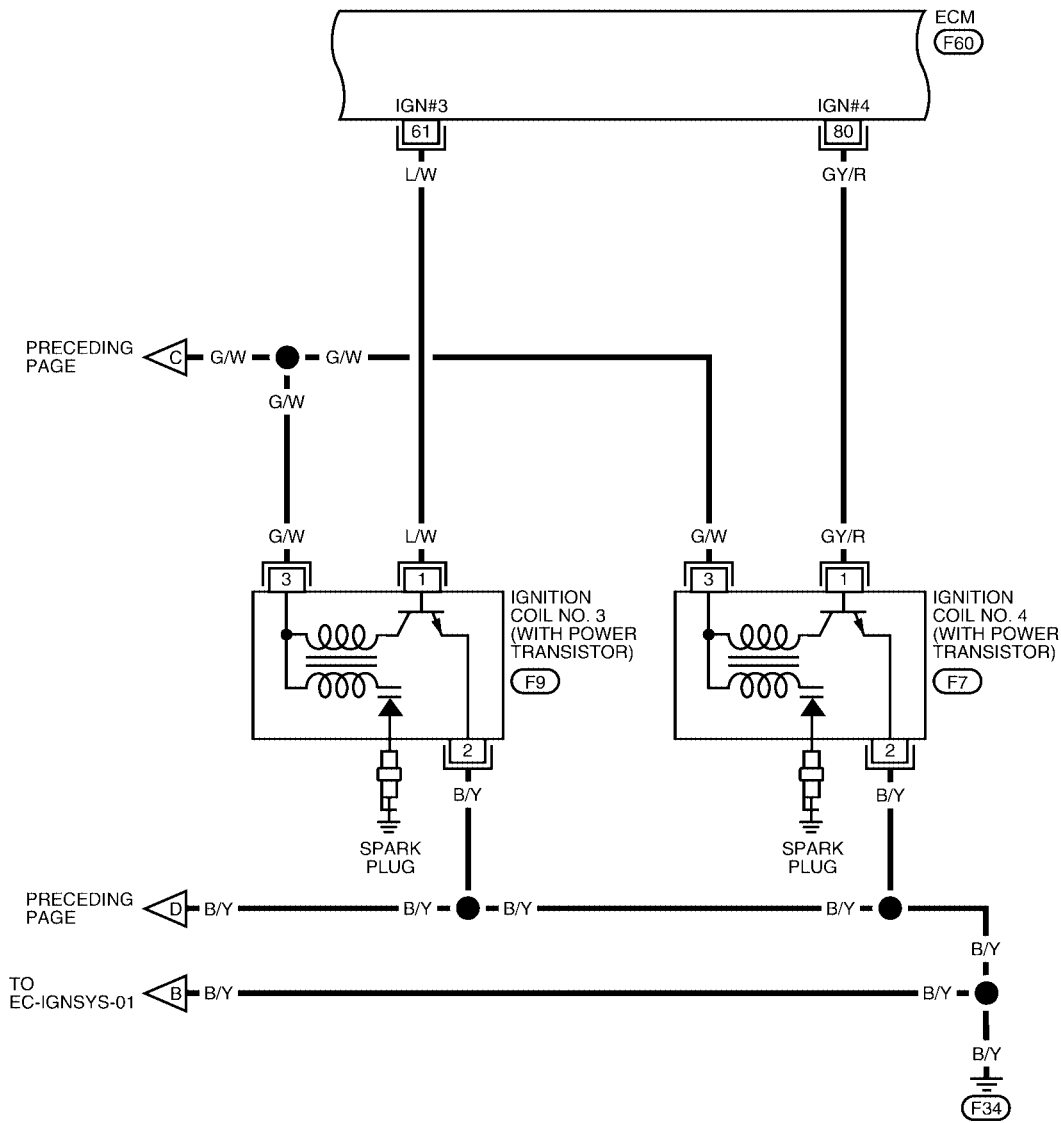 ECM
F60
IGN#3
IGN#4
61
80
L/W
GY/R
PRECEDING
PAGE
C
G/W
G/W
G/W
G/W
L/W
G/W
GY/R
3
1
3
1
IGNITION
COIL NO. 3
(WITH POWER
TRANSISTOR)
F9
IGNITION
COIL NO. 4
(WITH POWER
TRANSISTOR)
F7
2
2
B/Y
B/Y
SPARK
PLUG
SPARK
PLUG
PRECEDING
PAGE
D
B/Y
B/Y
B/Y
B/Y
B/Y
TO
EC-IGNSYS-01
B
B/Y
B/Y
B/Y
F34